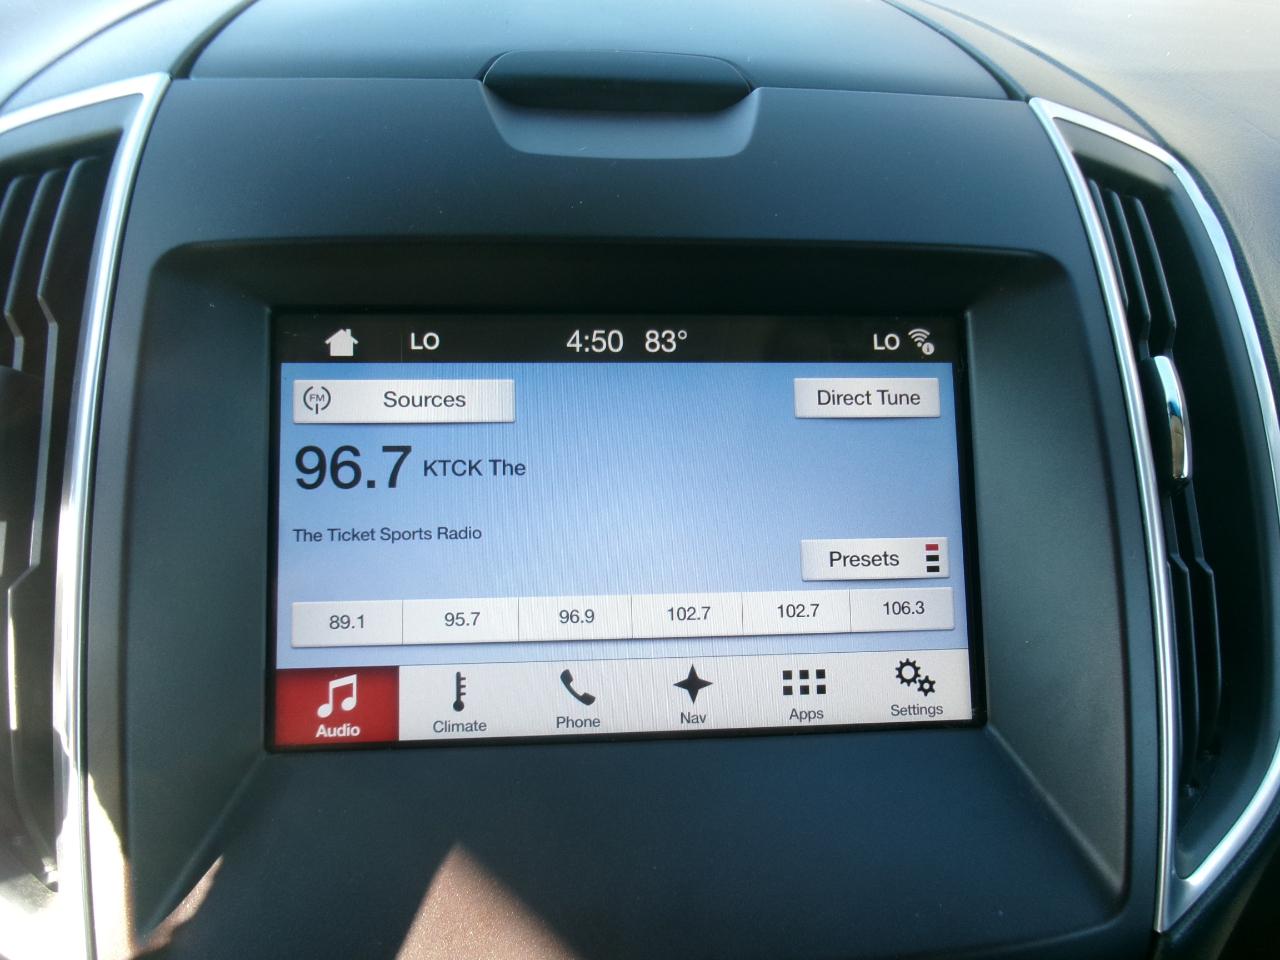 LO 4:50 83° LO
FM Sources Direct Tune
96.7 KTCK The
The Ticket Sports Radio
Presets
89.1 95.7 96.9 102.7 102.7 106.3
Audio Climate Phone Nav Apps Settings